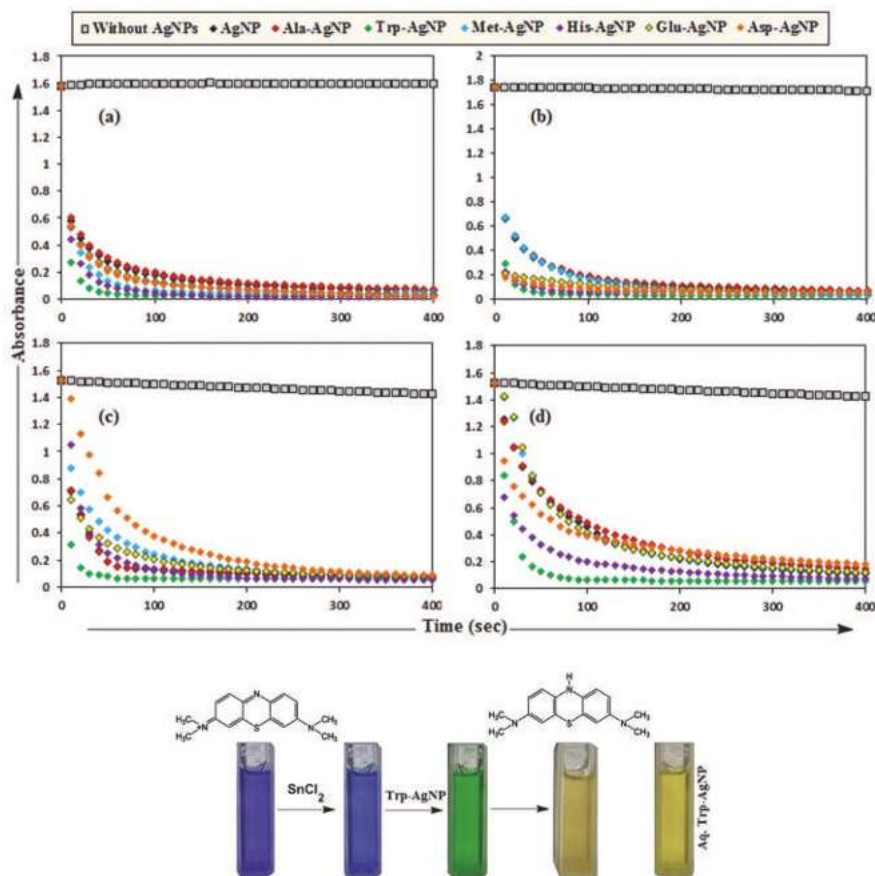 Without AgNPs AgNP Ala-AgNP Trp-AgNP Met-AgNP His-AgNP Glu-AgNP Asp-AgNP
1.8
1.6
1.4
1.2
1
0.8
0.6
0.4
0.2
0
(a)
0 100 200 300 400
2
1.8
1.6
1.4
1.2
1
0.8
0.6
0.4
0.2
0
(b)
0 100 200 300 400
Absorbance
1.8
1.6
1.4
1.2
1
0.8
0.6
0.4
0.2
0
(c)
0 100 200 300 400
1.8
1.6
1.4
1.2
1
0.8
0.6
0.4
0.2
0
(d)
0 100 200 300 400
Time (sec)
N
S
H3C
N
CH3
CH3
CH3
H
N
S
H3C
N
CH3
N
CH3
CH3
SnCl2
Trp-AgNP
Aq. Trp-AgNP